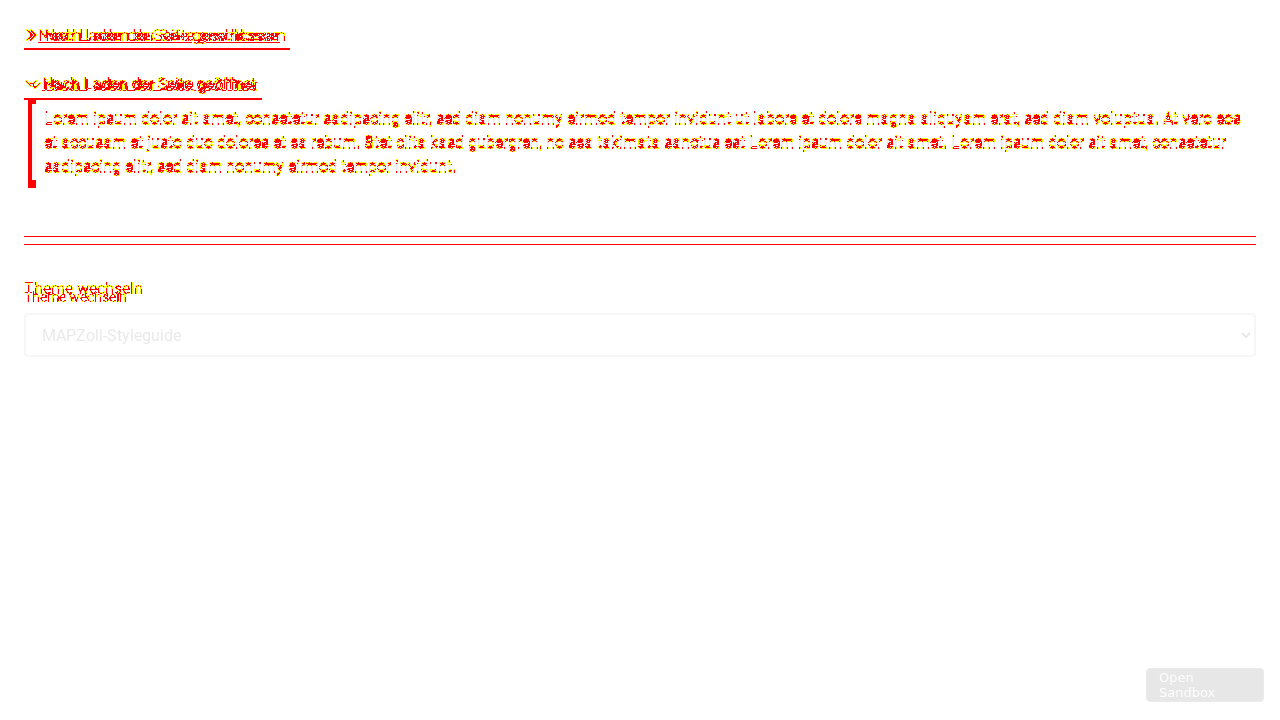 Nach Laden der Seite geschlossen
Nach Laden der Seite geöffnet
Lorem ipsum dolor sit amet, consetetur sadipscing elitr, sed diam nonumy eirmod tempor invidunt ut labore et dolore magna aliquyam erat, sed diam voluptua. At vero eos
et accusam et justo duo dolores et ea rebum. Stet clita kasd gubergren, no sea takimata sanctus est Lorem ipsum dolor sit amet. Lorem ipsum dolor sit amet, consetetur
sadipscing elitr, sed diam nonumy eirmod tempor invidunt.
Theme wechseln
Theme wechseln
MAPZoll-Styleguide
Open
Sandbox